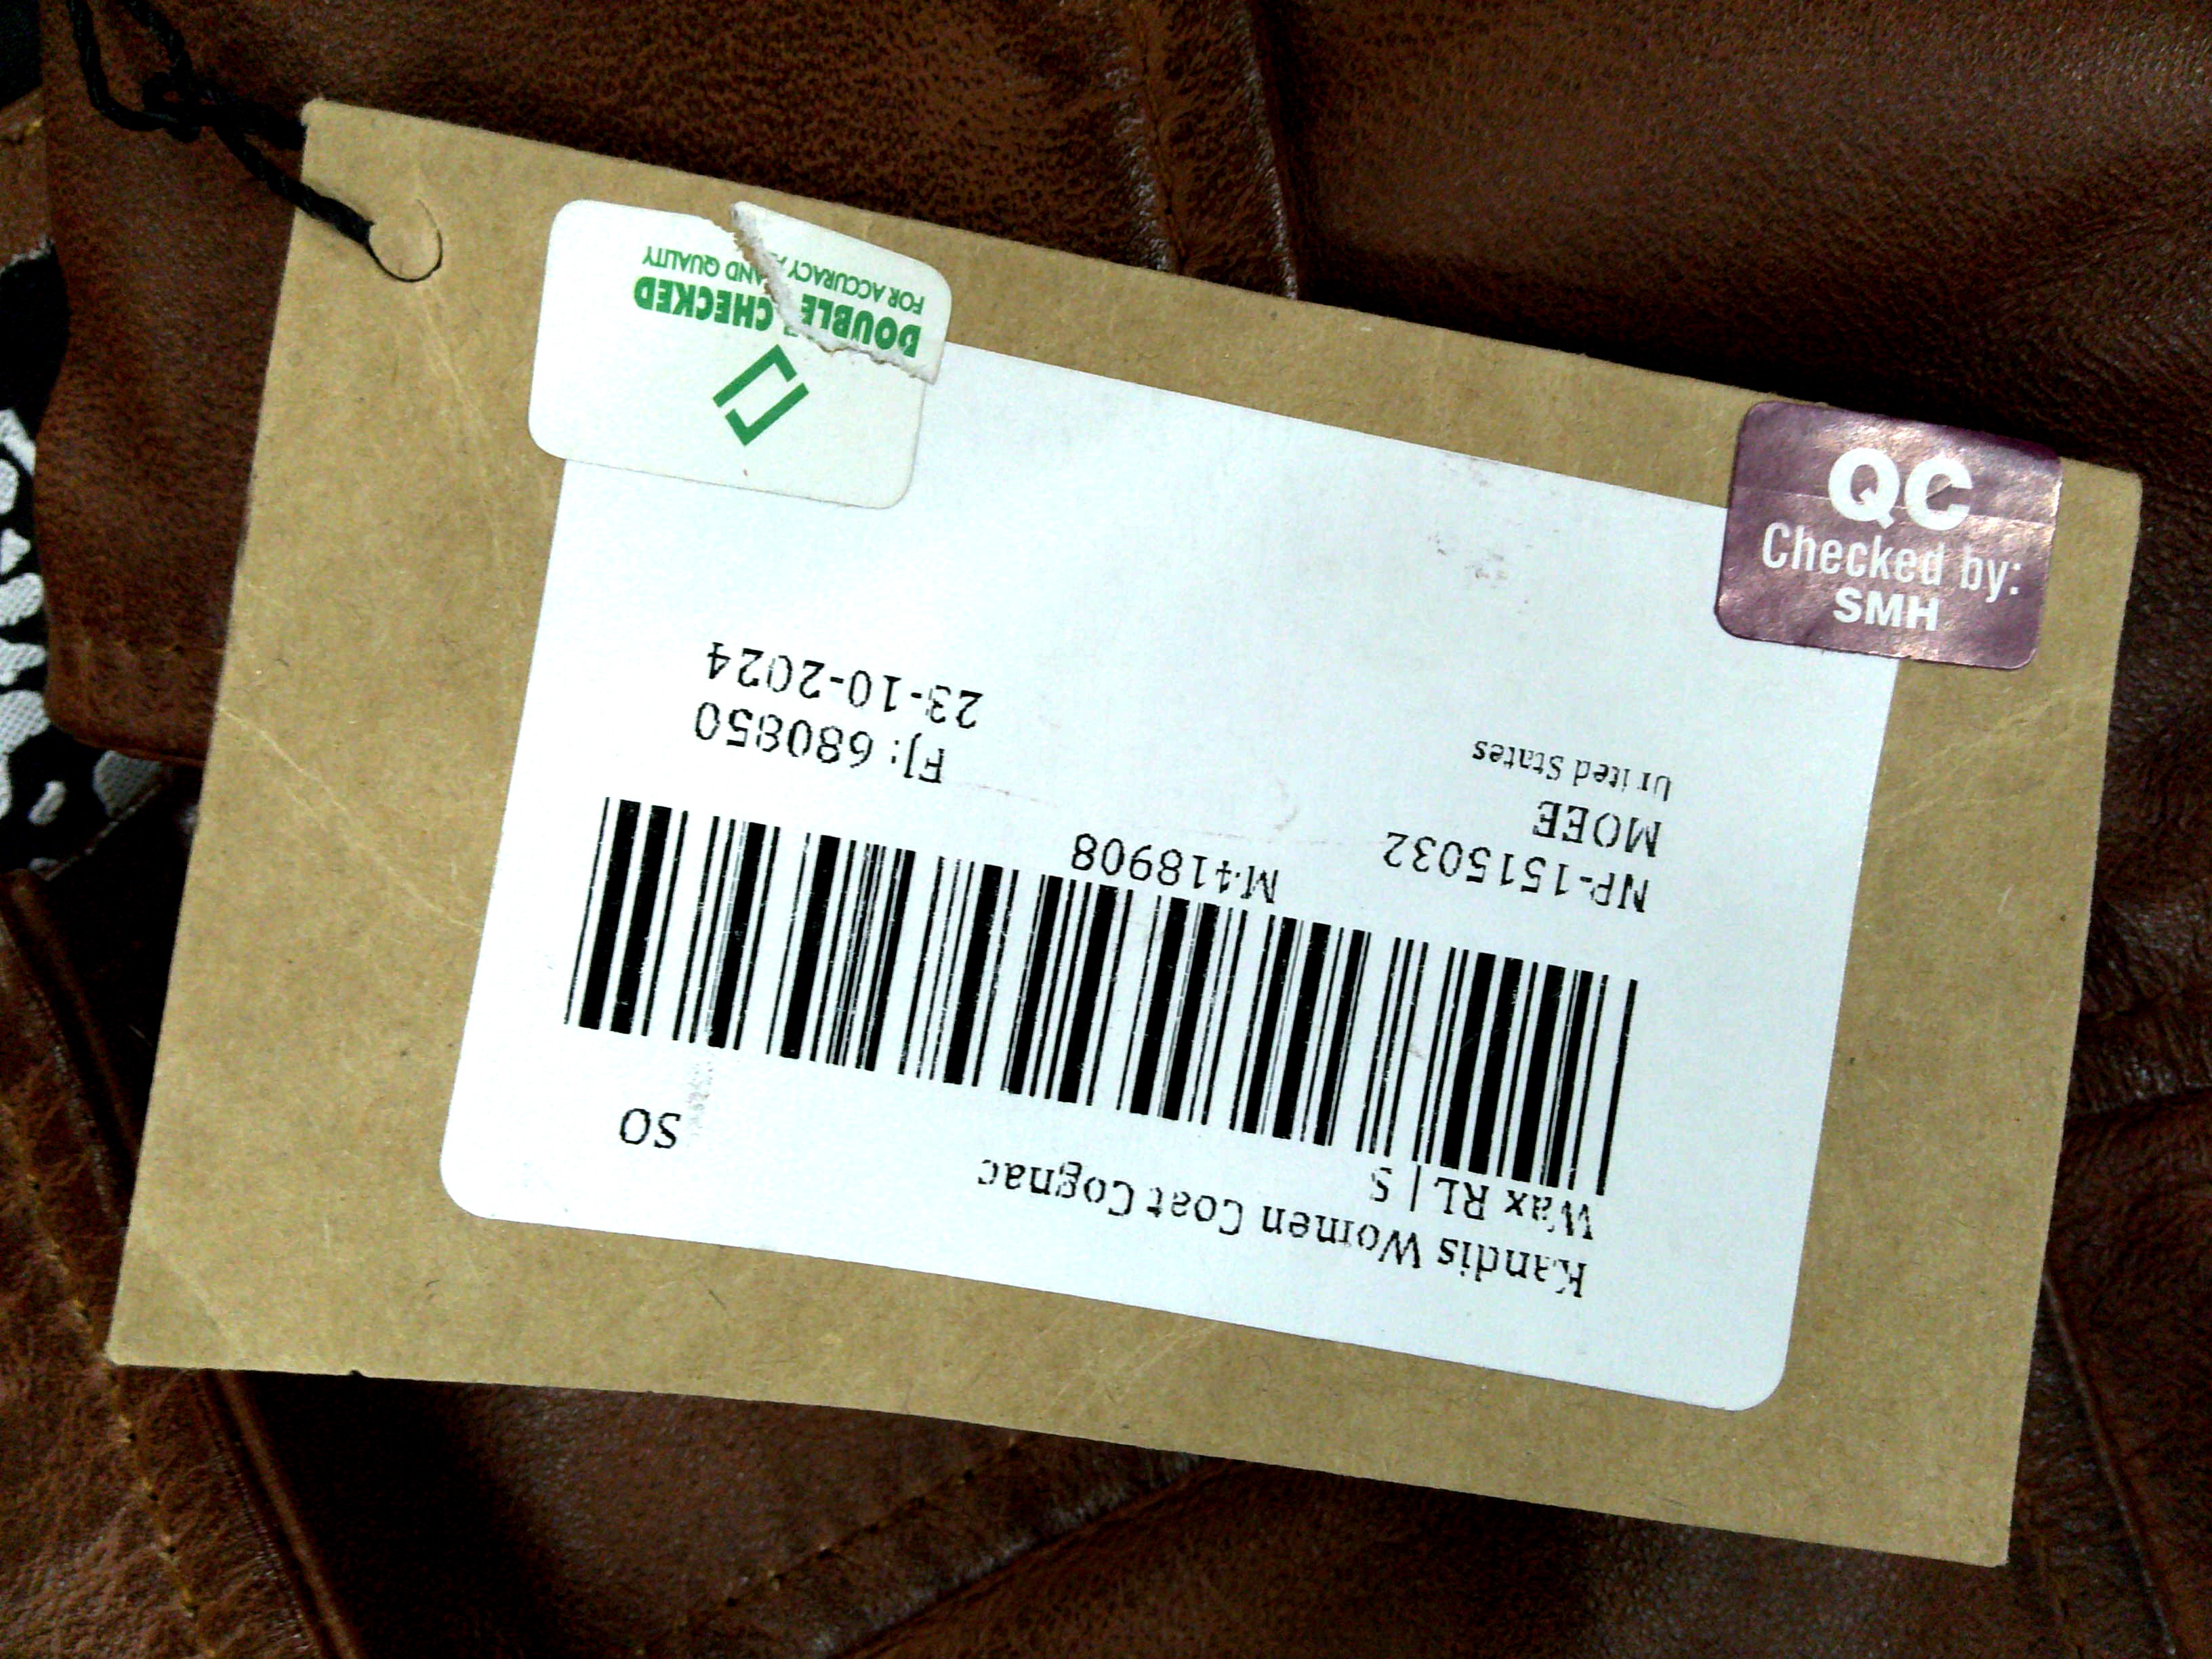 Kandis Women Coat Cognac
Wax RL | S
SO
M418908
NP-1515032
MOEE
United States
FJ: 680850
23-10-2024
DOUBLE CHECKED
FOR ACCURACY AND QUALITY
QC
Checked by:
SMH